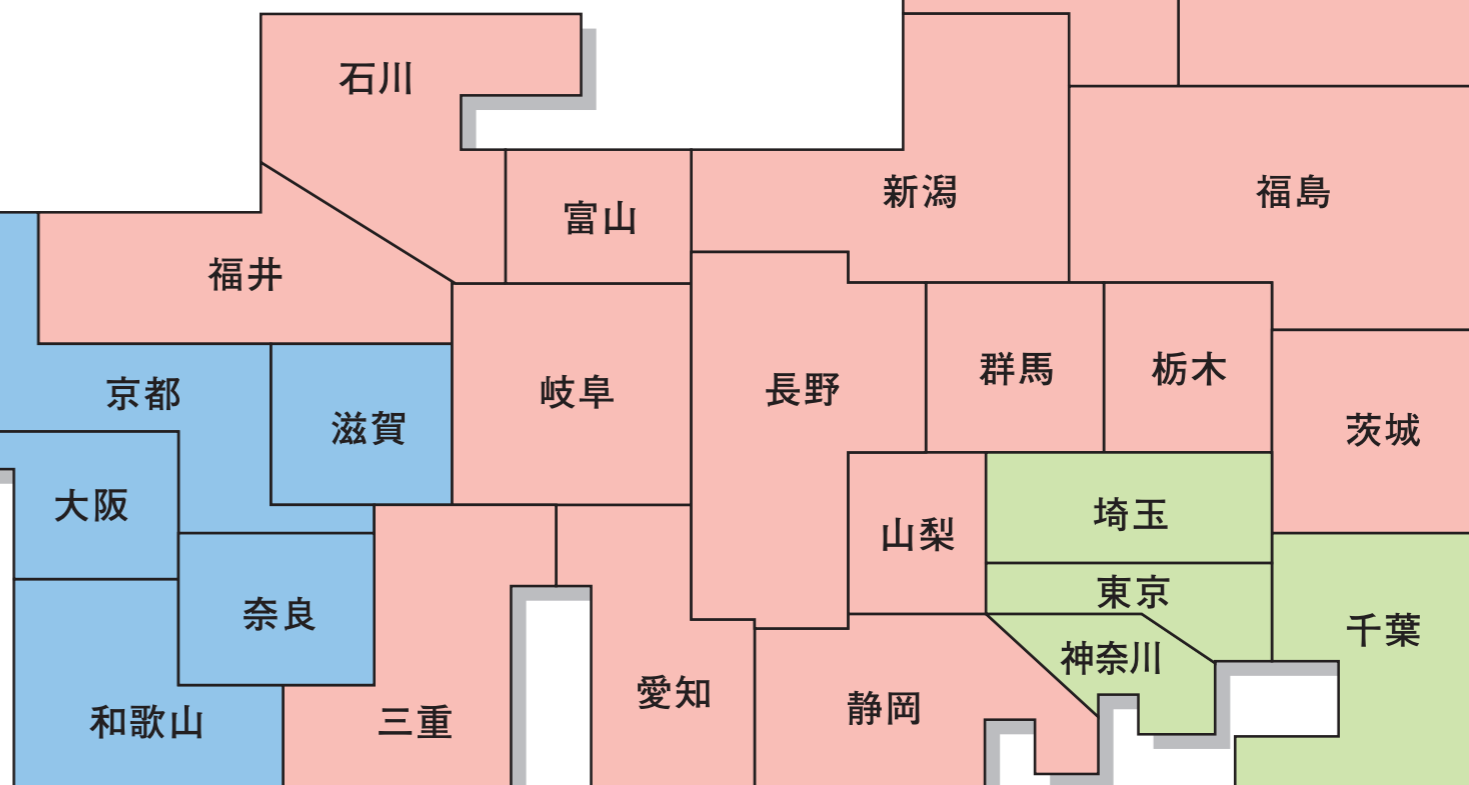 石川
新潟
福島
富山
福井
群馬
栃木
京都
岐阜
長野
滋賀
茨城
大阪
山梨
埼玉
東京
奈良
千葉
神奈川
愛知
静岡
和歌山
三重